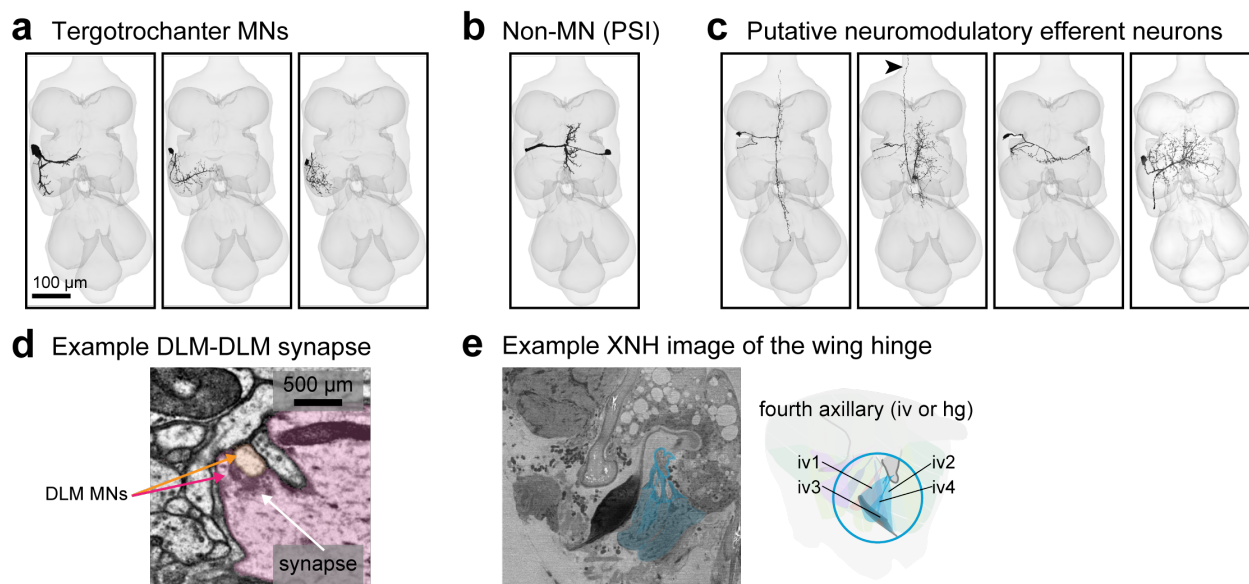 a Tergotrochanter MNs
b Non-MN (PSI)
c Putative neuromodulatory efferent neurons
100 µm
d Example DLM-DLM synapse
500 µm
DLM MNs
synapse
e Example XNH image of the wing hinge
fourth axillary (iv or hg)
iv1
iv2
iv3
iv4